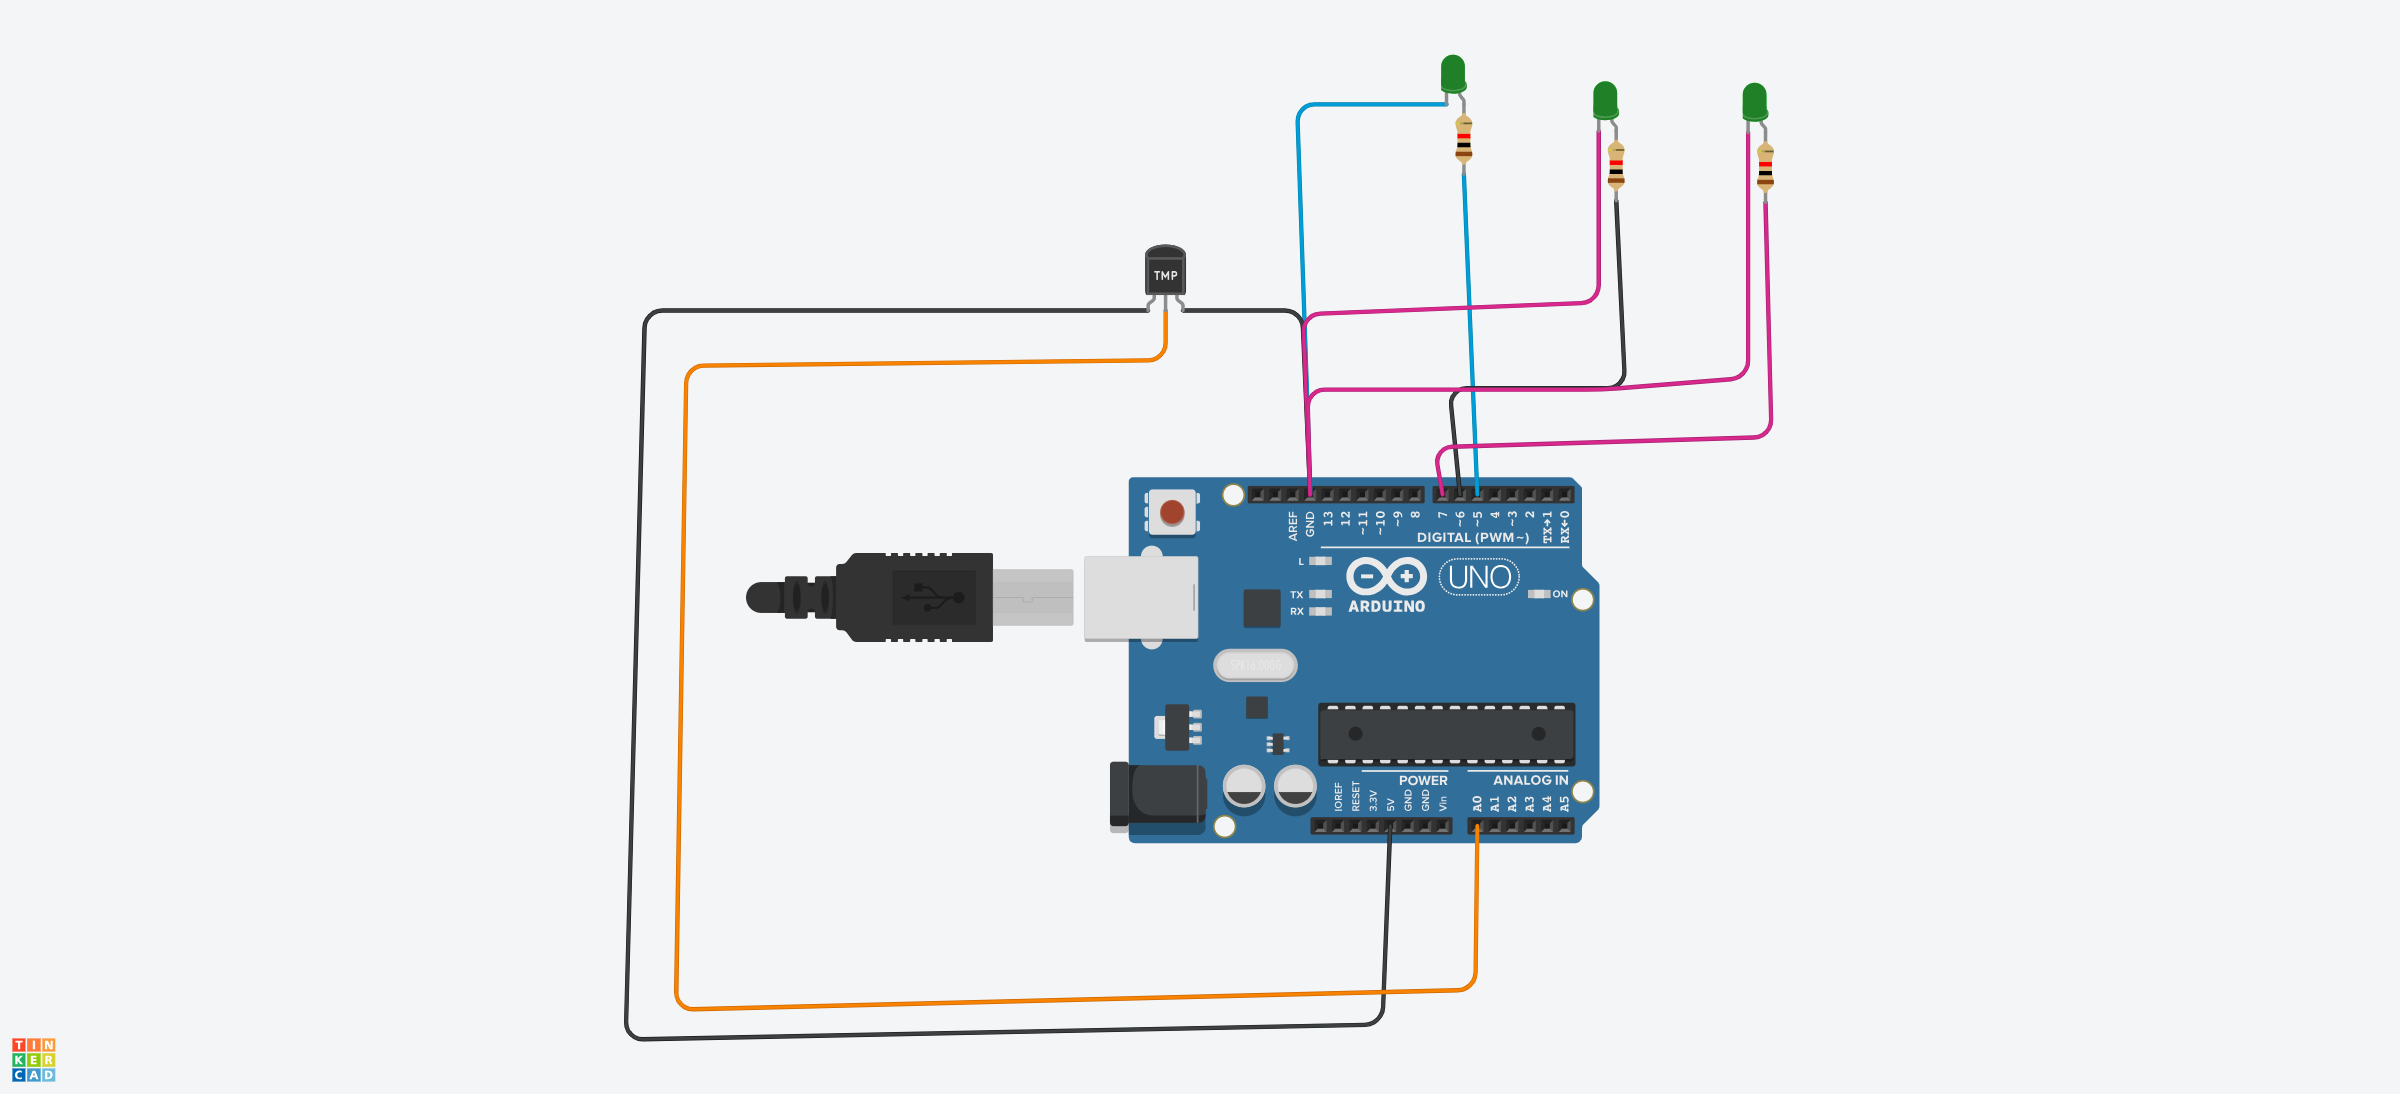 TMP
AREF
GND
13
12
~11
~10
~9
8
7
~6
~5
4
~3
2
TX→1
RX←0
DIGITAL (PWM~)
L
TX
RX
ARDUINO
UNO
ON
SPK16.000G
POWER
ANALOG IN
IOREF
RESET
3.3V
5V
GND
GND
Vin
A0
A1
A2
A3
A4
A5
TIN
KER
CAD